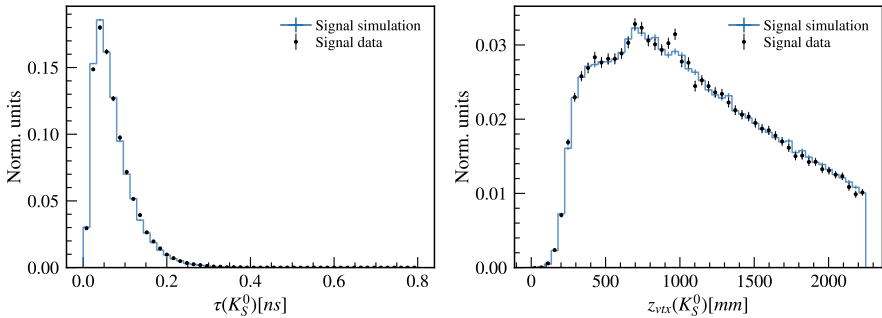 Signal simulation
Signal data
Norm. units
0.15
0.10
0.05
0.00
0.0 0.2 0.4 0.6 0.8
τ(K_S^0)[ns]
Signal simulation
Signal data
Norm. units
0.03
0.02
0.01
0.00
0 500 1000 1500 2000
z_{vtx}(K_S^0)[mm]